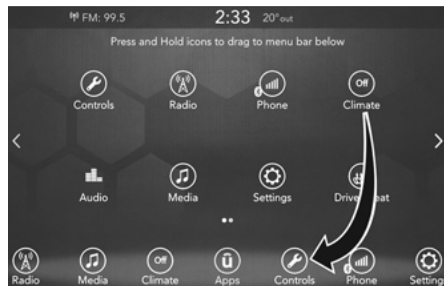 FM: 99.5 2:33 20° out
Press and Hold icons to drag to menu bar below
Off
Controls Radio Phone Climate
Audio Media Settings
Off ū
Radio Media Climate Apps Controls Phone Setting